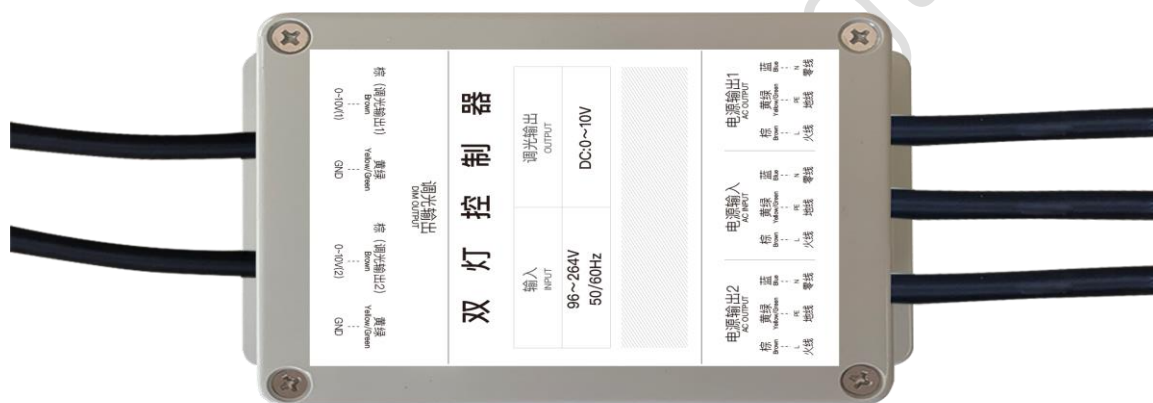 调光输出
DIM OUTPUT
棕 (调光输出1) 黄绿 棕 (调光输出2) 黄绿
Brown Yellow/Green Brown Yellow/Green
0~10V(1) GND 0~10V(2) GND
双灯控制器
输入 调光输出
INPUT OUTPUT
96~264V DC:0~10V
50/60Hz
电源输出2 电源输入 电源输出1
AC OUTPUT AC INPUT AC OUTPUT
棕 黄绿 蓝 棕 黄绿 蓝 棕 黄绿 蓝
Brown Yellow/Green Blue Brown Yellow/Green Blue Brown Yellow/Green Blue
L PE N L PE N L PE N
火线 地线 零线 火线 地线 零线 火线 地线 零线